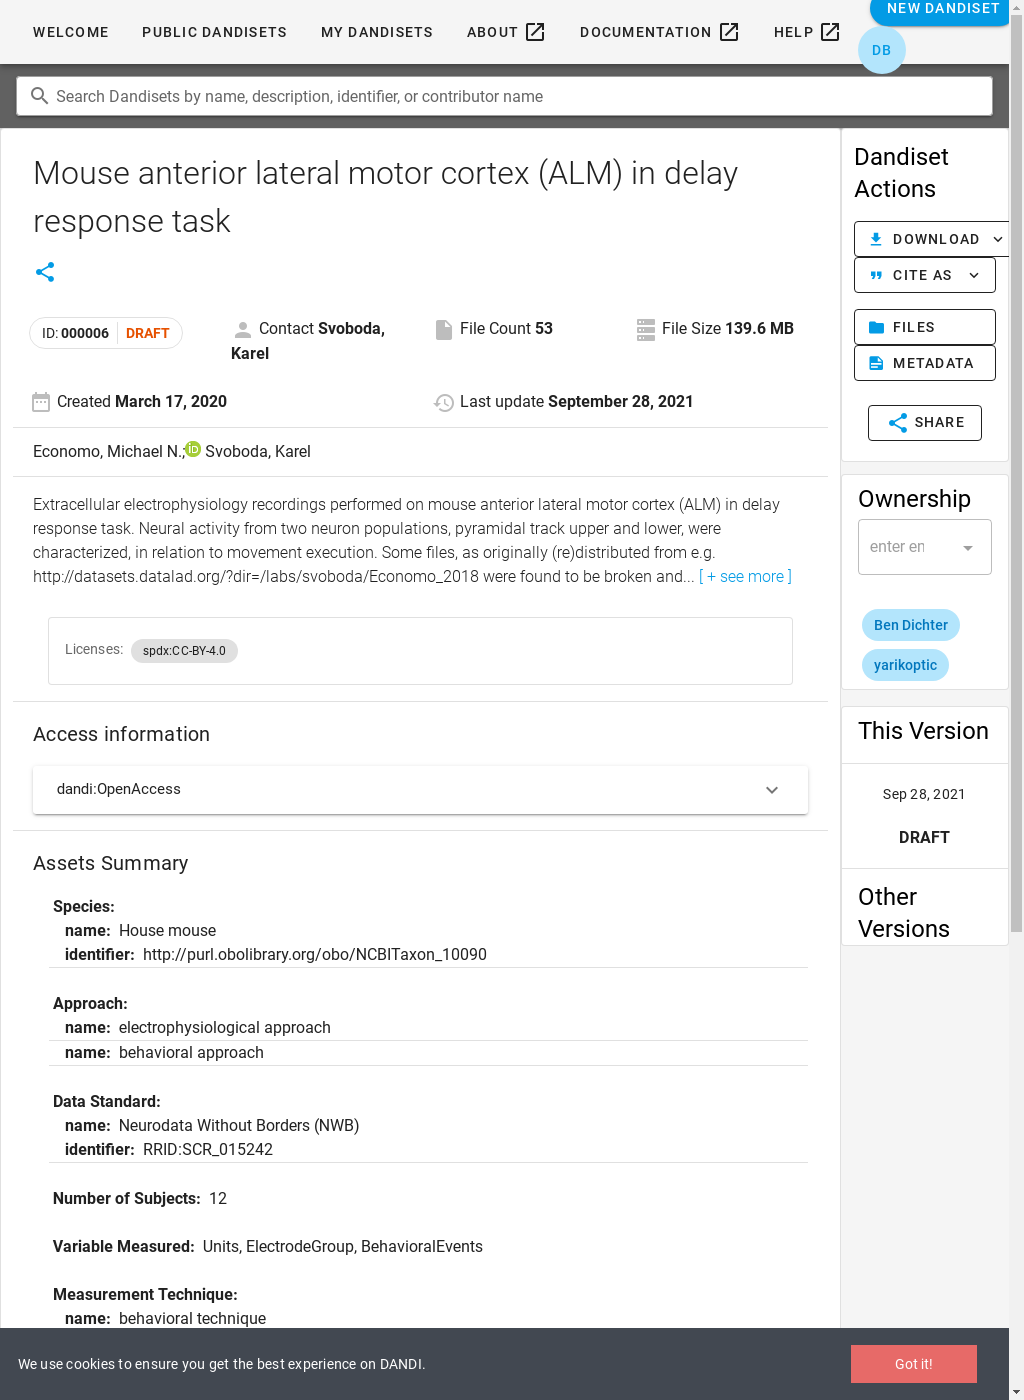 WELCOME PUBLIC DANDISETS MY DANDISETS ABOUT DOCUMENTATION HELP NEW DANDISET
DB
Search Dandisets by name, description, identifier, or contributor name
Mouse anterior lateral motor cortex (ALM) in delay
response task
ID: 000006 DRAFT
Contact Svoboda,
Karel
File Count 53
File Size 139.6 MB
Created March 17, 2020
Last update September 28, 2021
Economo, Michael N.; Svoboda, Karel
Extracellular electrophysiology recordings performed on mouse anterior lateral motor cortex (ALM) in delay
response task. Neural activity from two neuron populations, pyramidal track upper and lower, were
characterized, in relation to movement execution. Some files, as originally (re)distributed from e.g.
http://datasets.datalad.org/?dir=/labs/svoboda/Economo_2018 were found to be broken and... [ + see more ]
Licenses: spdx:CC-BY-4.0
Access information
dandi:OpenAccess
Assets Summary
Species:
name: House mouse
identifier: http://purl.obolibrary.org/obo/NCBITaxon_10090
Approach:
name: electrophysiological approach
name: behavioral approach
Data Standard:
name: Neurodata Without Borders (NWB)
identifier: RRID:SCR_015242
Number of Subjects: 12
Variable Measured: Units, ElectrodeGroup, BehavioralEvents
Measurement Technique:
name: behavioral technique
Dandiset
Actions
DOWNLOAD
CITE AS
FILES
METADATA
SHARE
Ownership
enter en
Ben Dichter
yarikoptic
This Version
Sep 28, 2021
DRAFT
Other
Versions
We use cookies to ensure you get the best experience on DANDI.
Got it!